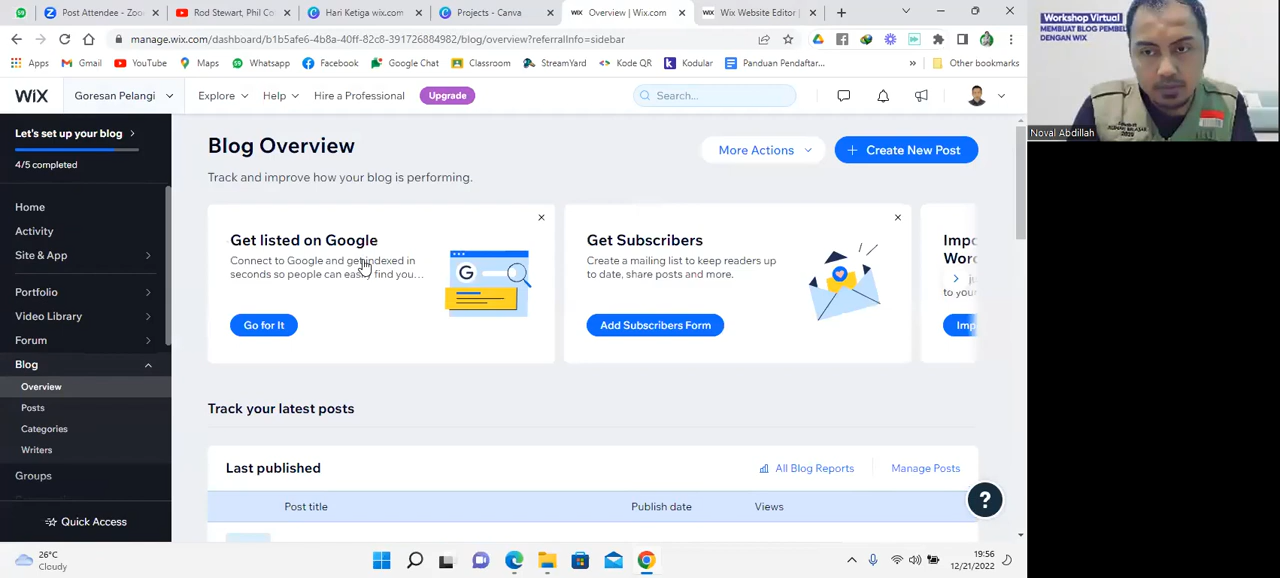 Post Attendee - Zoo
Rod Stewart, Phil Co
Hari Ketiga wix.com
Projects - Canva
Overview | Wix.com
Wix Website Editor |
manage.wix.com/dashboard/b1b5afe6-4b8a-4
/blog/overview?referralInfo=sidebar
Apps
Gmail
YouTube
Maps
Whatsapp
Facebook
Google Chat
Classroom
StreamYard
Kode QR
Kodular
Panduan Pendaftar...
Other bookmarks
WiX
Goresan Pelangi
Explore
Help
Hire a Professional
Upgrade
Search...
Let's set up your blog
4/5 completed
Home
Activity
Site & App
Portfolio
Video Library
Forum
Blog
Overview
Posts
Categories
Writers
Groups
Quick Access
Blog Overview
Track and improve how your blog is performing.
More Actions
Create New Post
Get listed on Google
Connect to Google and get indexed in
seconds so people can easily find you...
Go for It
Get Subscribers
Create a mailing list to keep readers up
to date, share posts and more.
Add Subscribers Form
Impo
Word
to your
Imp
Track your latest posts
Last published
All Blog Reports
Manage Posts
Post title
Publish date
Views
?
26°C
Cloudy
19:56
12/21/2022
Workshop Virtual
MEMBUAT BLOG PEMBEL
DENGAN WIX
Noval Abdillah